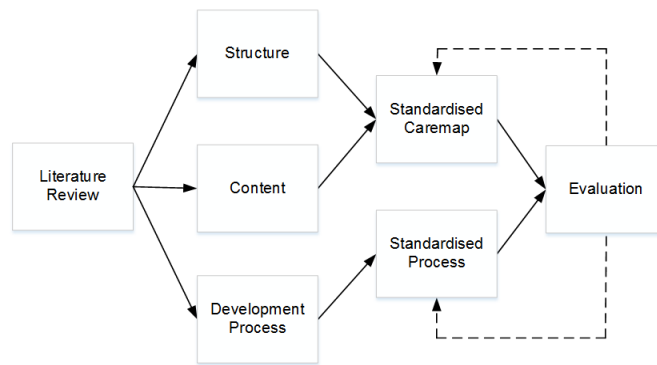 Structure
Standardised
Caremap
Literature
Review
Content
Evaluation
Standardised
Process
Development
Process